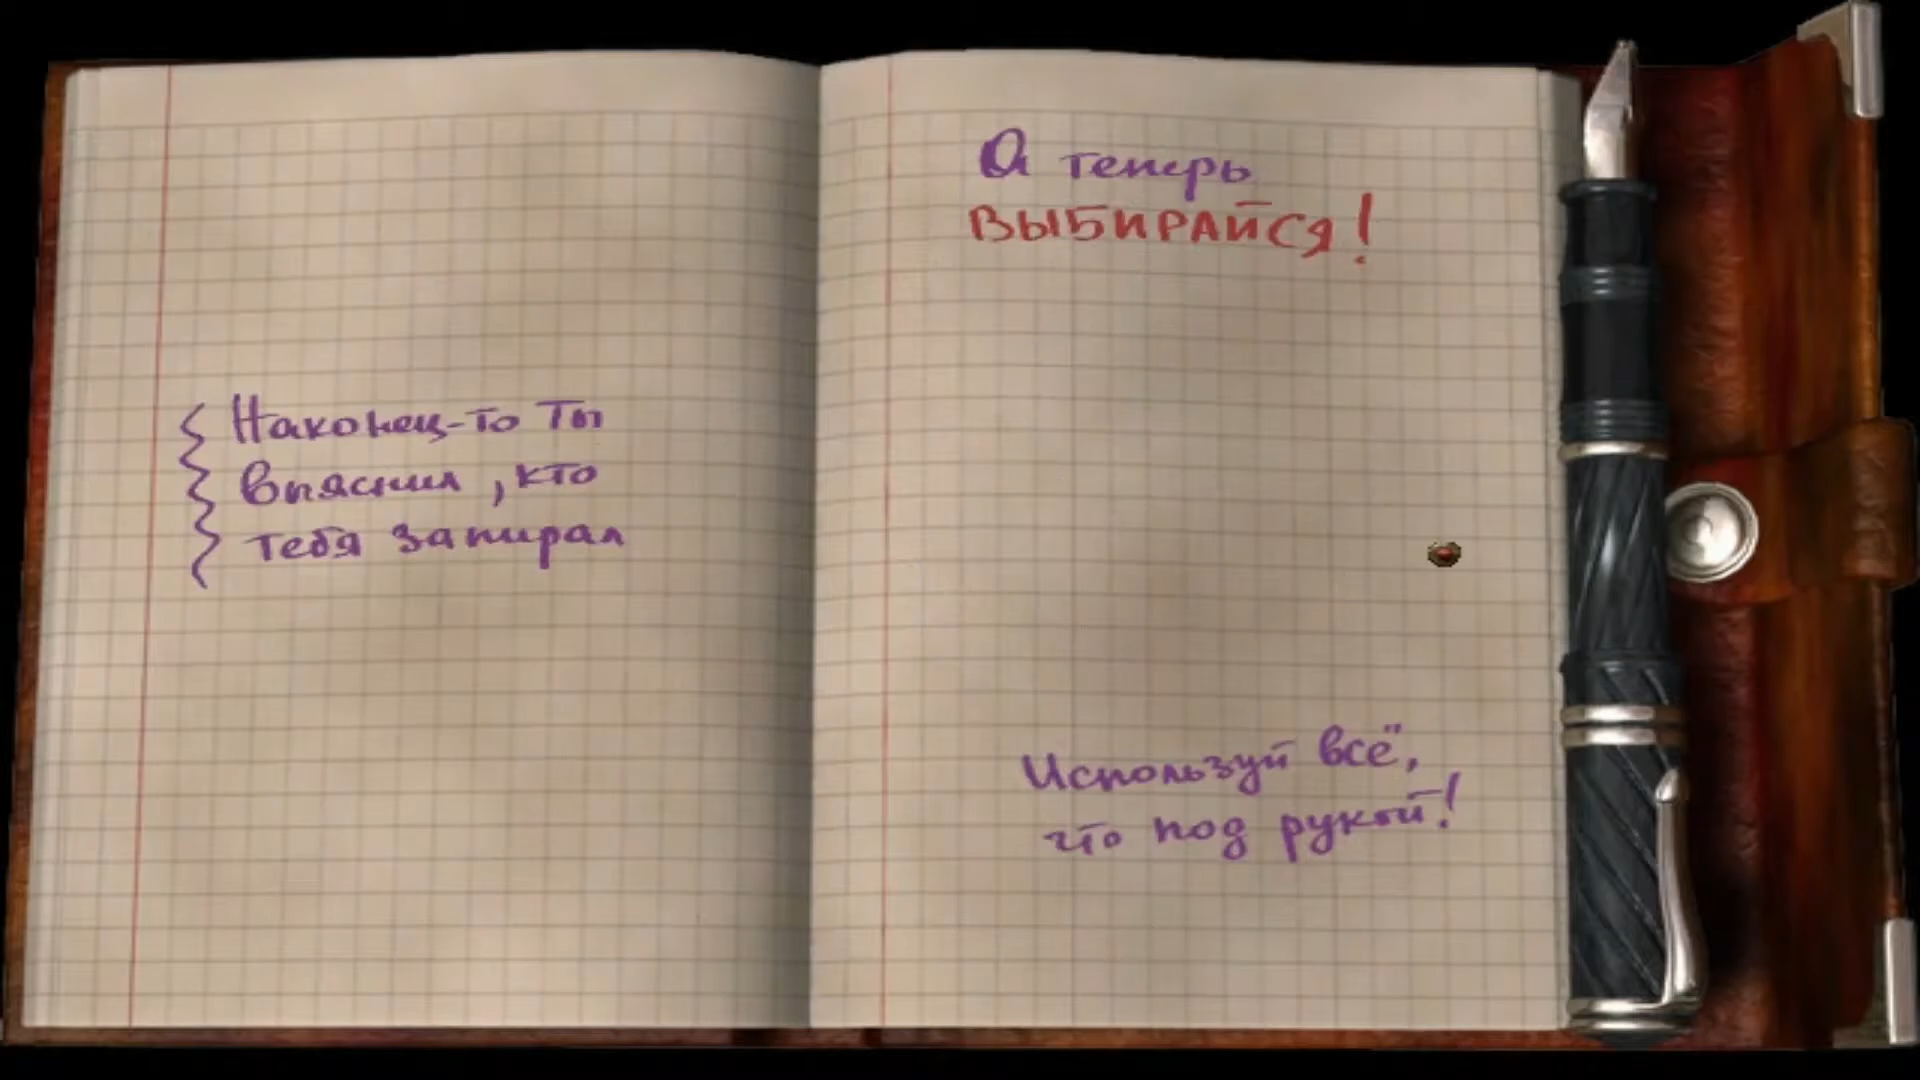 Наконец-то ты
выяснил, кто
тебя запирал
А теперь
ВЫБИРАЙСЯ!
Используй всё,
что под рукой!